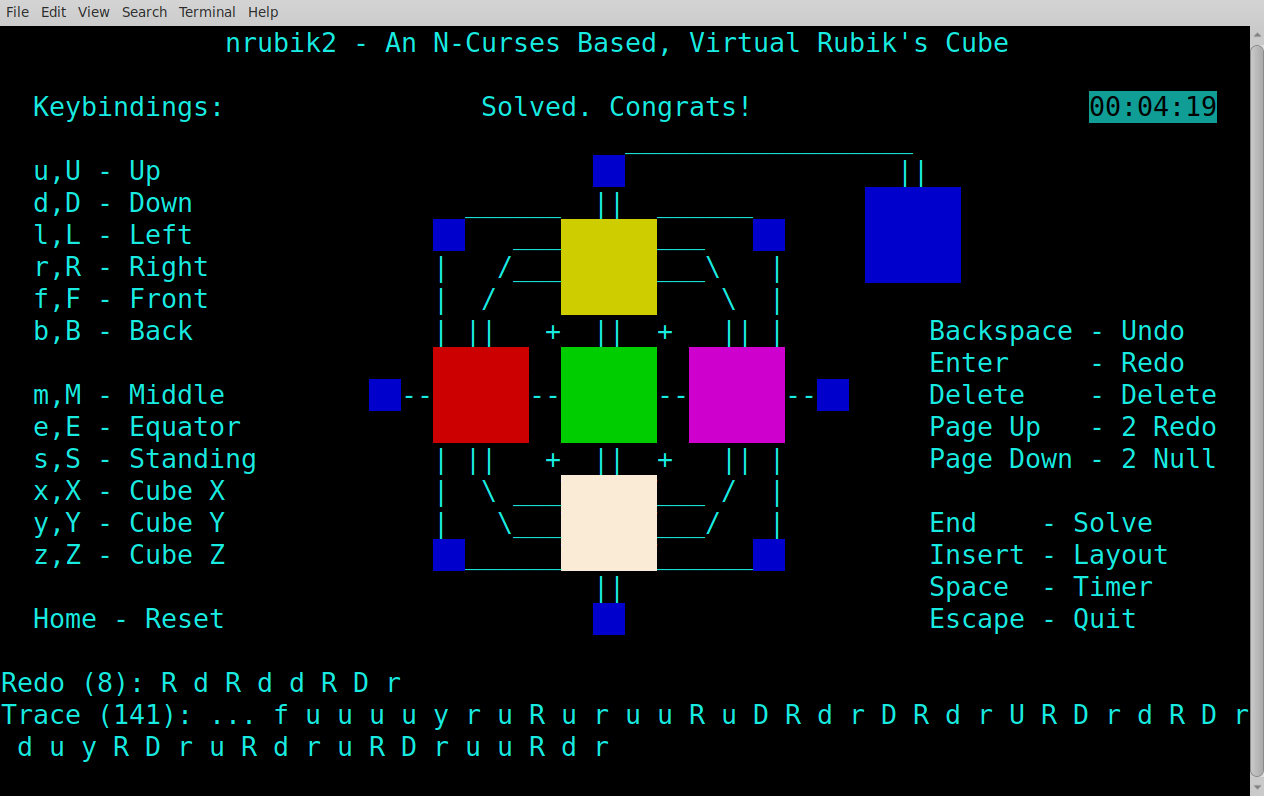 File Edit View Search Terminal Help
nrubik2 - An N-Curses Based, Virtual Rubik's Cube
Keybindings:
Solved. Congrats!
00:04:19
u,U - Up
d,D - Down
l,L - Left
r,R - Right
f,F - Front
b,B - Back
m,M - Middle
e,E - Equator
s,S - Standing
x,X - Cube X
y,Y - Cube Y
z,Z - Cube Z
Home - Reset
Backspace - Undo
Enter - Redo
Delete - Delete
Page Up - 2 Redo
Page Down - 2 Null
End - Solve
Insert - Layout
Space - Timer
Escape - Quit
Redo (8): R d R d d R D r
Trace (141): ... f u u u u y r u R u r u u R u D R d r D R d r U R D r d R D r
d u y R D r u R d r u R D r u u R d r